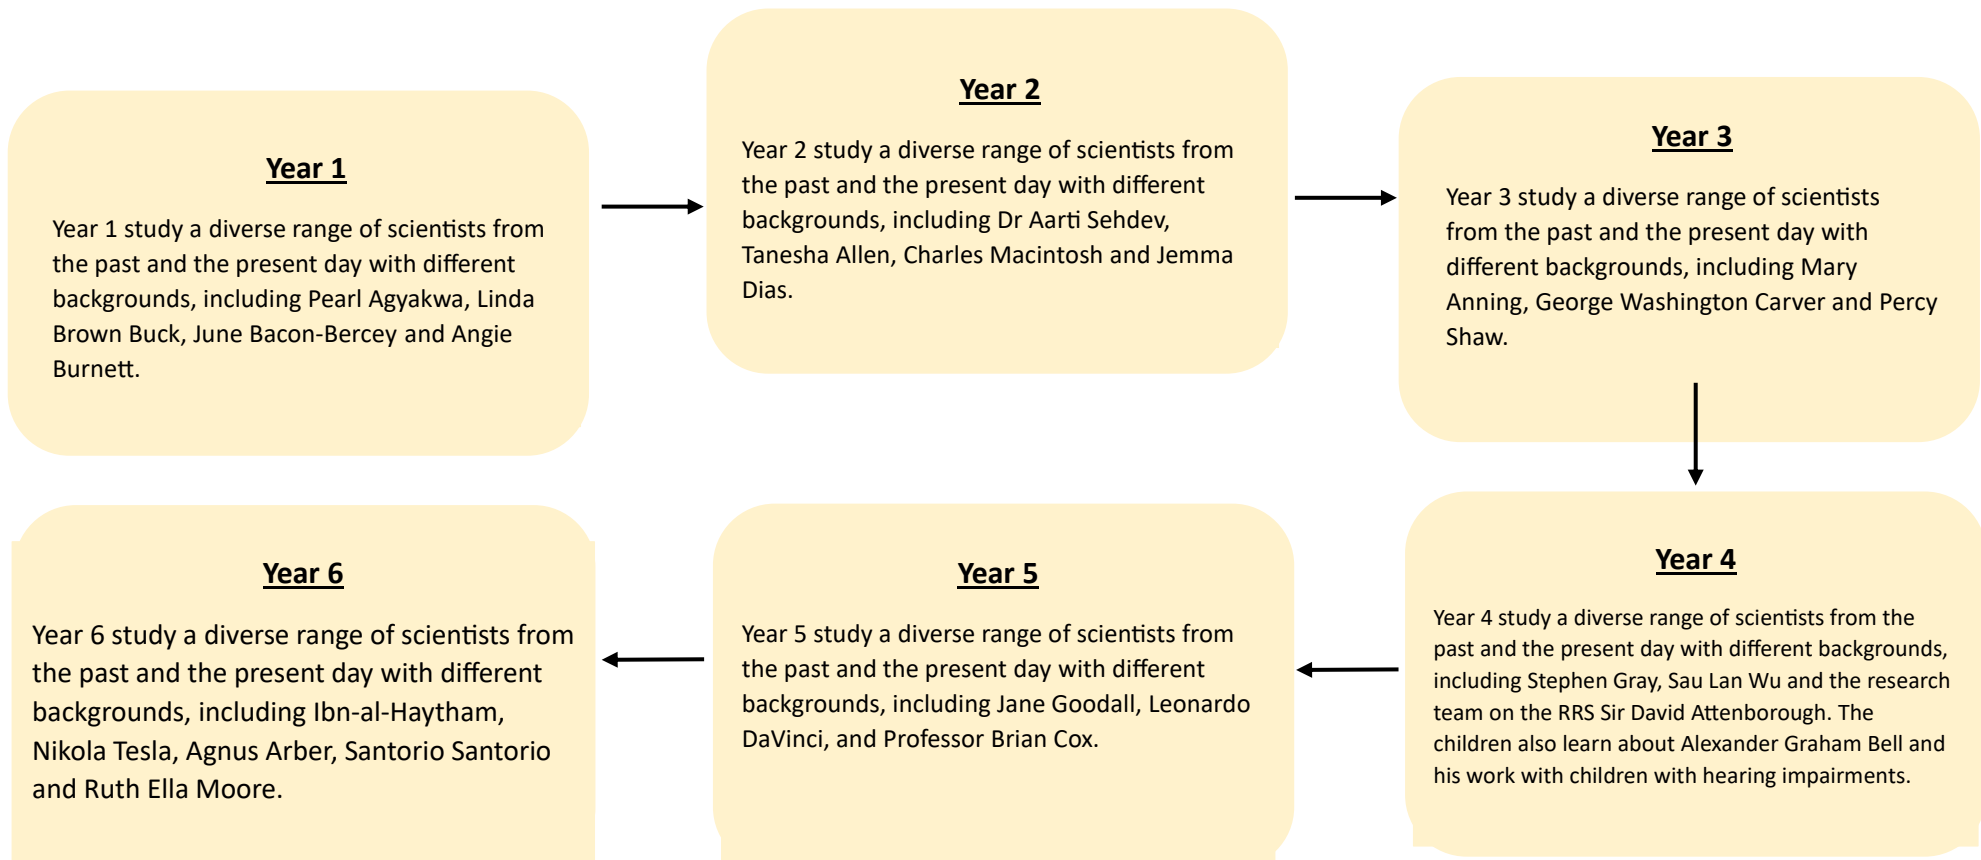 Year 1
Year 1 study a diverse range of scientists from
the past and the present day with different
backgrounds, including Pearl Agyakwa, Linda
Brown Buck, June Bacon-Bercey and Angie
Burnett.
Year 2
Year 2 study a diverse range of scientists from
the past and the present day with different
backgrounds, including Dr Aarti Sehdev,
Tanesha Allen, Charles Macintosh and Jemma
Dias.
Year 3
Year 3 study a diverse range of scientists
from the past and the present day with
different backgrounds, including Mary
Anning, George Washington Carver and Percy
Shaw.
Year 4
Year 4 study a diverse range of scientists from the
past and the present day with different backgrounds,
including Stephen Gray, Sau Lan Wu and the research
team on the RRS Sir David Attenborough. The
children also learn about Alexander Graham Bell and
his work with children with hearing impairments.
Year 5
Year 5 study a diverse range of scientists from
the past and the present day with different
backgrounds, including Jane Goodall, Leonardo
DaVinci, and Professor Brian Cox.
Year 6
Year 6 study a diverse range of scientists from
the past and the present day with different
backgrounds, including Ibn-al-Haytham,
Nikola Tesla, Agnus Arber, Santorio Santorio
and Ruth Ella Moore.